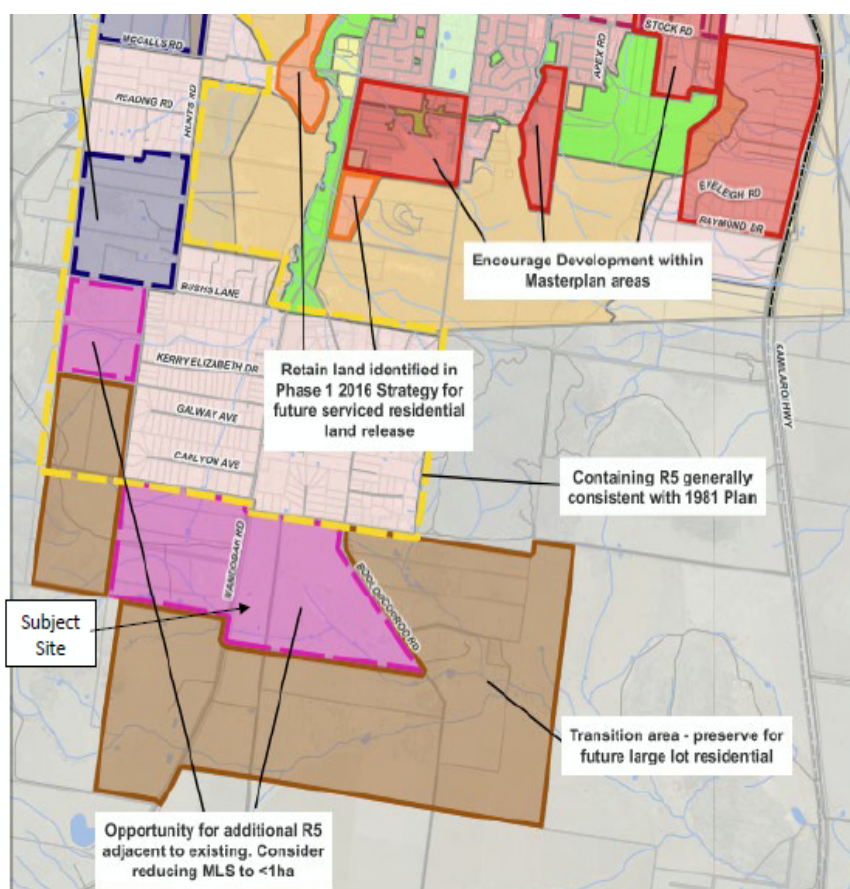 STOCK RD
MCCALLS RD
APEX RD
READING RD
HUNTS RD
EYELEIGH RD
RAYMOND DR
Encourage Development within
Masterplan areas
BUSHS LANE
KAMILAROI HWY
KERRY ELIZABETH DR
Retain land identified in
Phase 1 2016 Strategy for
future serviced residential
land release
GALWAY AVE
CARLYON AVE
Containing R5 generally
consistent with 1981 Plan
WANDOBAH RD
Subject
Site
Transition area - preserve for
future large lot residential
Opportunity for additional R5
adjacent to existing. Consider
reducing MLS to <1ha